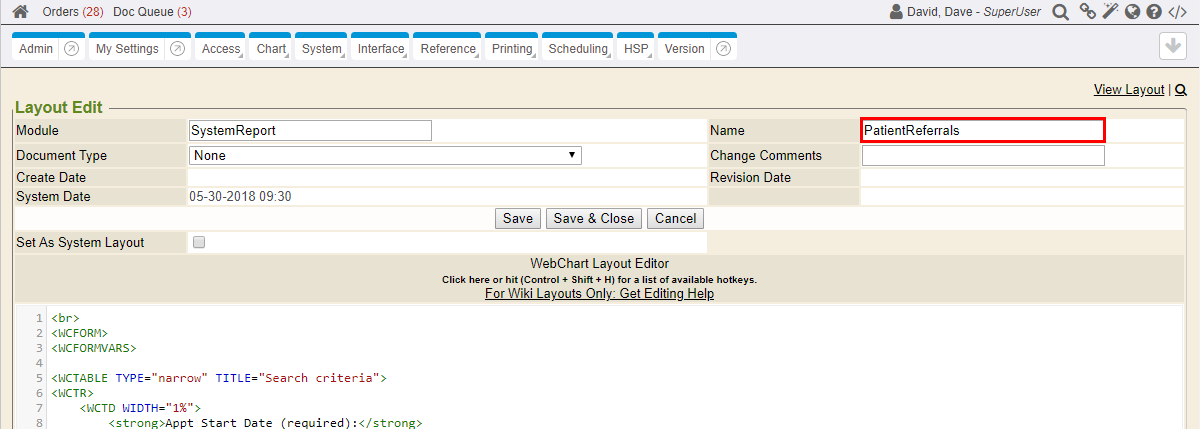 Orders (28) Doc Queue (3) David, Dave - SuperUser
Admin My Settings Access Chart System Interface Reference Printing Scheduling HSP Version
View Layout |
Layout Edit
Module SystemReport Name PatientReferrals
Document Type None Change Comments
Create Date Revision Date
System Date 05-30-2018 09:30
Save Save & Close Cancel
Set As System Layout
WebChart Layout Editor
Click here or hit (Control + Shift + H) for a list of available hotkeys.
For Wiki Layouts Only: Get Editing Help
1 <br>
2 <WCFORM>
3 <WCFORMVARS>
4
5 <WCTABLE TYPE="narrow" TITLE="Search criteria">
6 <WCTR>
7 <WCTD WIDTH="1%">
8 <strong>Appt Start Date (required):</strong>